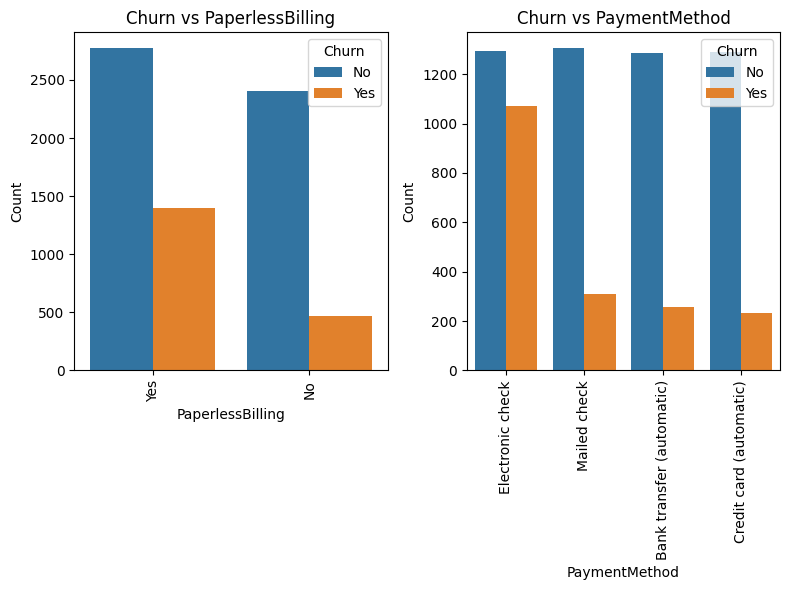 Churn vs PaperlessBilling
Churn
No
Yes
2500
2000
1500
1000
500
0
Count
Yes
No
PaperlessBilling
Churn vs PaymentMethod
Churn
No
Yes
1200
1000
800
600
400
200
0
Count
Electronic check
Mailed check
Bank transfer (automatic)
Credit card (automatic)
PaymentMethod